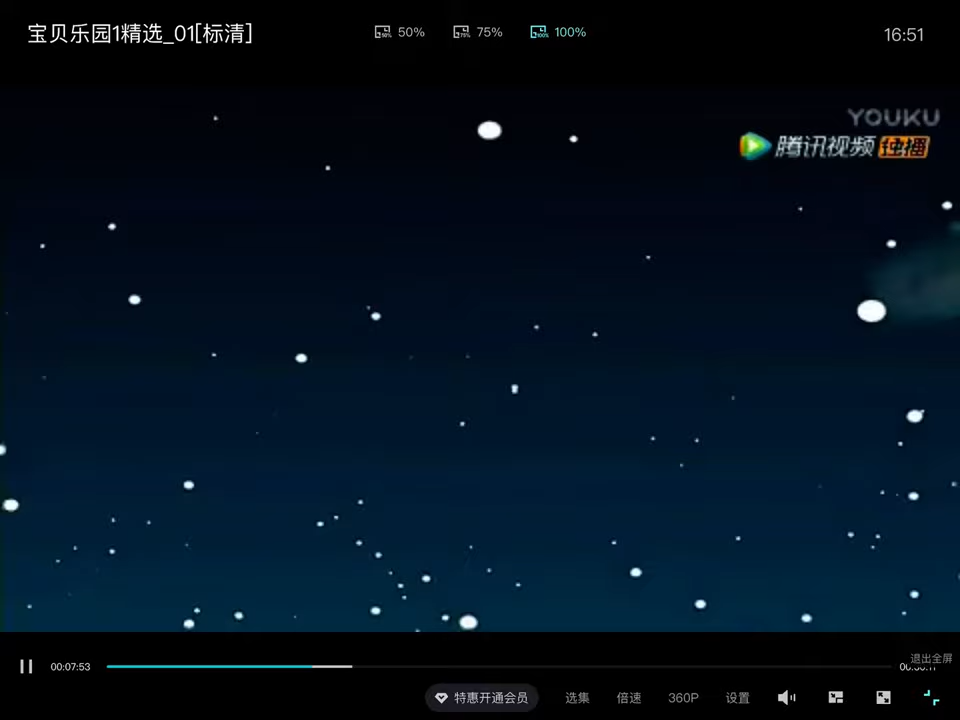 宝贝乐园1精选_01[标清]
50%
75%
100%
16:51
YOUKU
腾讯视频 独播
00:07:53
退出全屏
特惠开通会员
选集
倍速
360P
设置